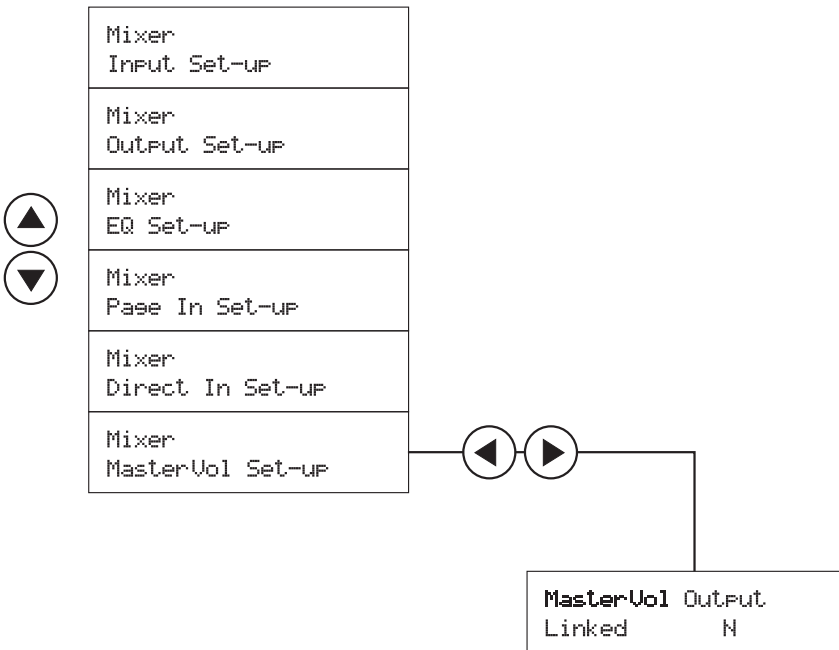 Mixer
Input Set-up
Mixer
Output Set-up
Mixer
EQ Set-up
Mixer
Page In Set-up
Mixer
Direct In Set-up
Mixer
MasterVol Set-up
MasterVol Output
Linked N